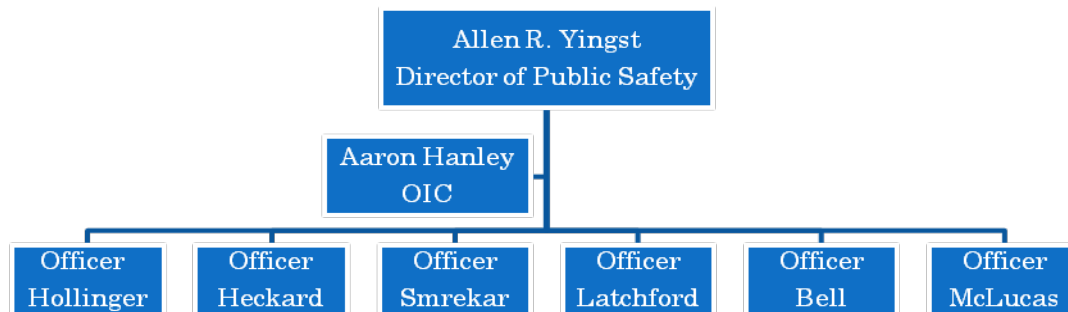 Allen R. Yingst
Director of Public Safety
Aaron Hanley
OIC
Officer
Hollinger
Officer
Heckard
Officer
Smrekar
Officer
Latchford
Officer
Bell
Officer
McLucas